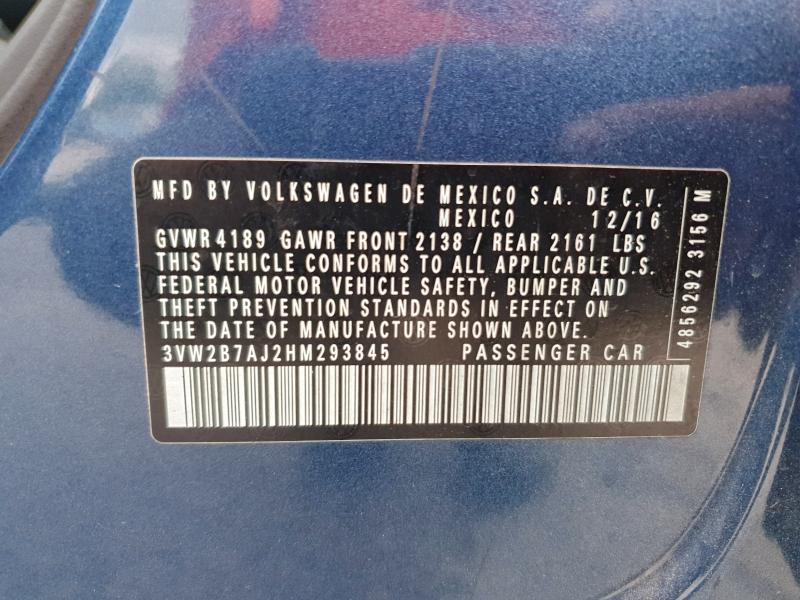 MFD BY VOLKSWAGEN DE MEXICO S.A. DE C.V.
MEXICO 12/16
GVWR 4189 GAWR FRONT 2138 / REAR 2161 LBS
THIS VEHICLE CONFORMS TO ALL APPLICABLE U.S.
FEDERAL MOTOR VEHICLE SAFETY, BUMPER AND
THEFT PREVENTION STANDARDS IN EFFECT ON
THE DATE OF MANUFACTURE SHOWN ABOVE.
3VW2B7AJ2HM293845 PASSENGER CAR
4856292 3156 M